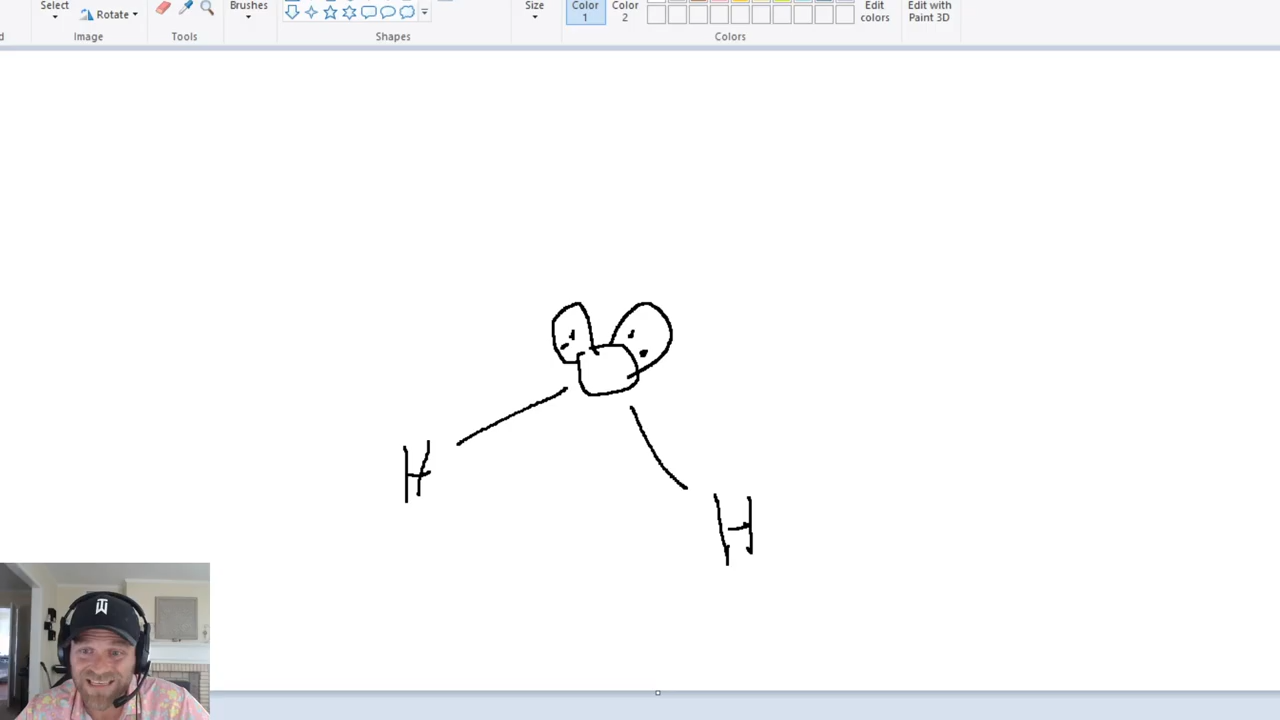 Select
Rotate
Image
Tools
Brushes
Shapes
Size
Color
1
Color
2
Edit
colors
Colors
Edit with
Paint 3D
H
H